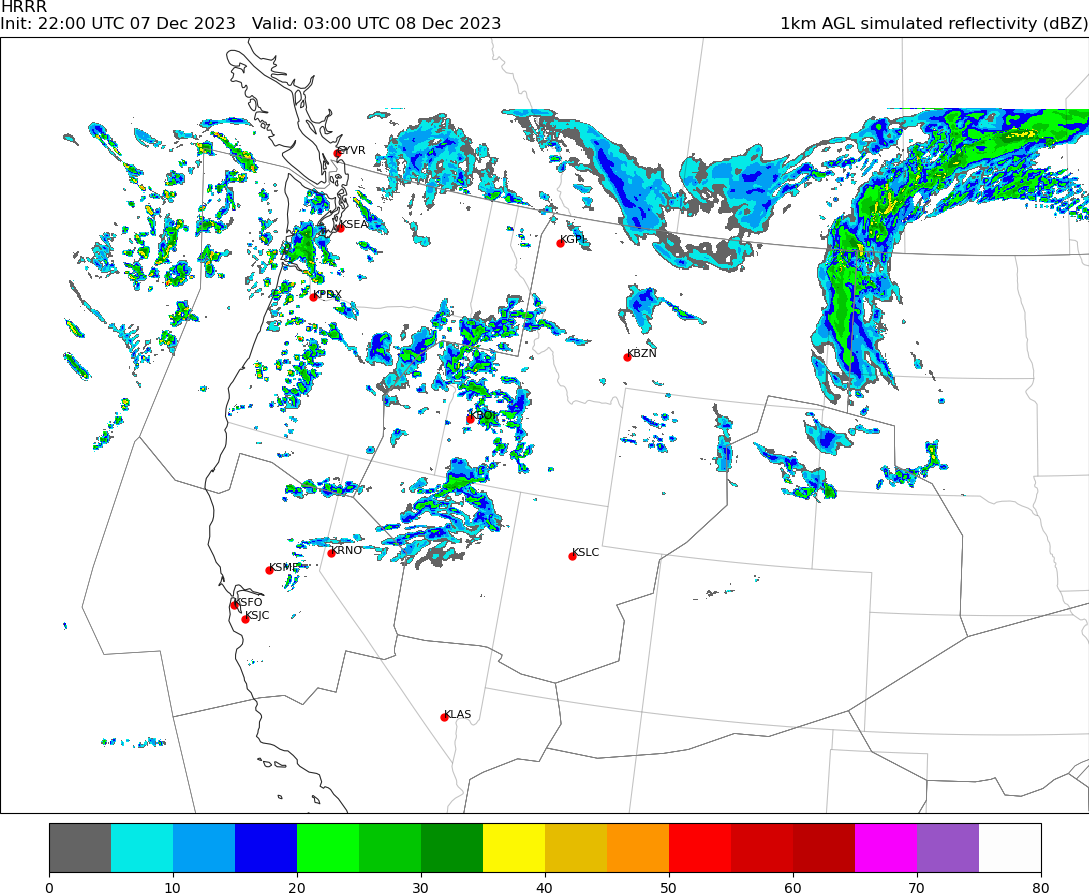 HRRR
Init: 22:00 UTC 07 Dec 2023   Valid: 03:00 UTC 08 Dec 2023
1km AGL simulated reflectivity (dBZ)
CYVR
KSEA
KGPI
KPDX
KBZN
KBOI
KRNO
KSLC
KSMF
KSFO
KSJC
KLAS
0 10 20 30 40 50 60 70 80